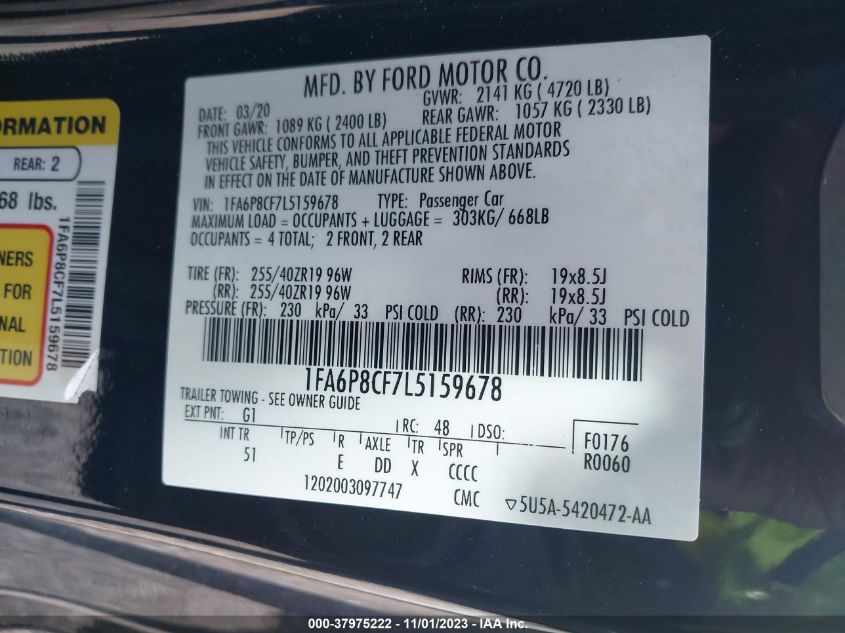 ORMATION
REAR: 2
68 lbs.
NERS
FOR
NAL
TION
1FA6P8CF7L5159678
MFD. BY FORD MOTOR CO.
DATE: 03/20 GVWR: 2141 KG ( 4720 LB)
FRONT GAWR: 1089 KG ( 2400 LB) REAR GAWR: 1057 KG ( 2330 LB)
THIS VEHICLE CONFORMS TO ALL APPLICABLE FEDERAL MOTOR
VEHICLE SAFETY, BUMPER, AND THEFT PREVENTION STANDARDS
IN EFFECT ON THE DATE OF MANUFACTURE SHOWN ABOVE.
VIN: 1FA6P8CF7L5159678 TYPE: Passenger Car
MAXIMUM LOAD = OCCUPANTS + LUGGAGE = 303KG/ 668LB
OCCUPANTS = 4 TOTAL; 2 FRONT, 2 REAR
TIRE (FR): 255/40ZR19 96W RIMS (FR): 19x8.5J
(RR): 255/40ZR19 96W (RR): 19x8.5J
PRESSURE (FR): 230 kPa/ 33 PSI COLD (RR): 230 kPa/ 33 PSI COLD
1FA6P8CF7L5159678
TRAILER TOWING - SEE OWNER GUIDE
EXT PNT: G1 RC: 48 DSO: F0176
INT TR TP/PS R AXLE TR SPR R0060
51 E DD X CCCC
1202003097747 CMC ▽5U5A-5420472-AA
000-37975222 - 11/01/2023 - IAA Inc.